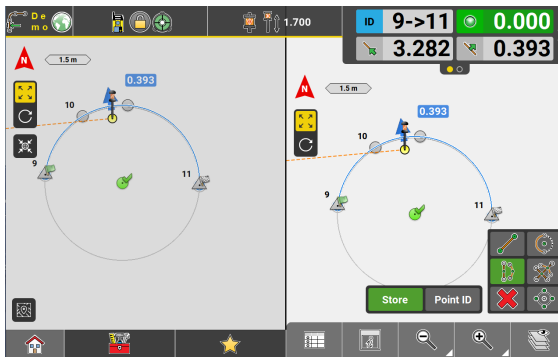 De
mo
1.700
ID 9->11 0.000
3.282 0.393
N 1.5 m
0.393
10
9
11
N 1.5 m
0.393
10
9
11
Store Point ID